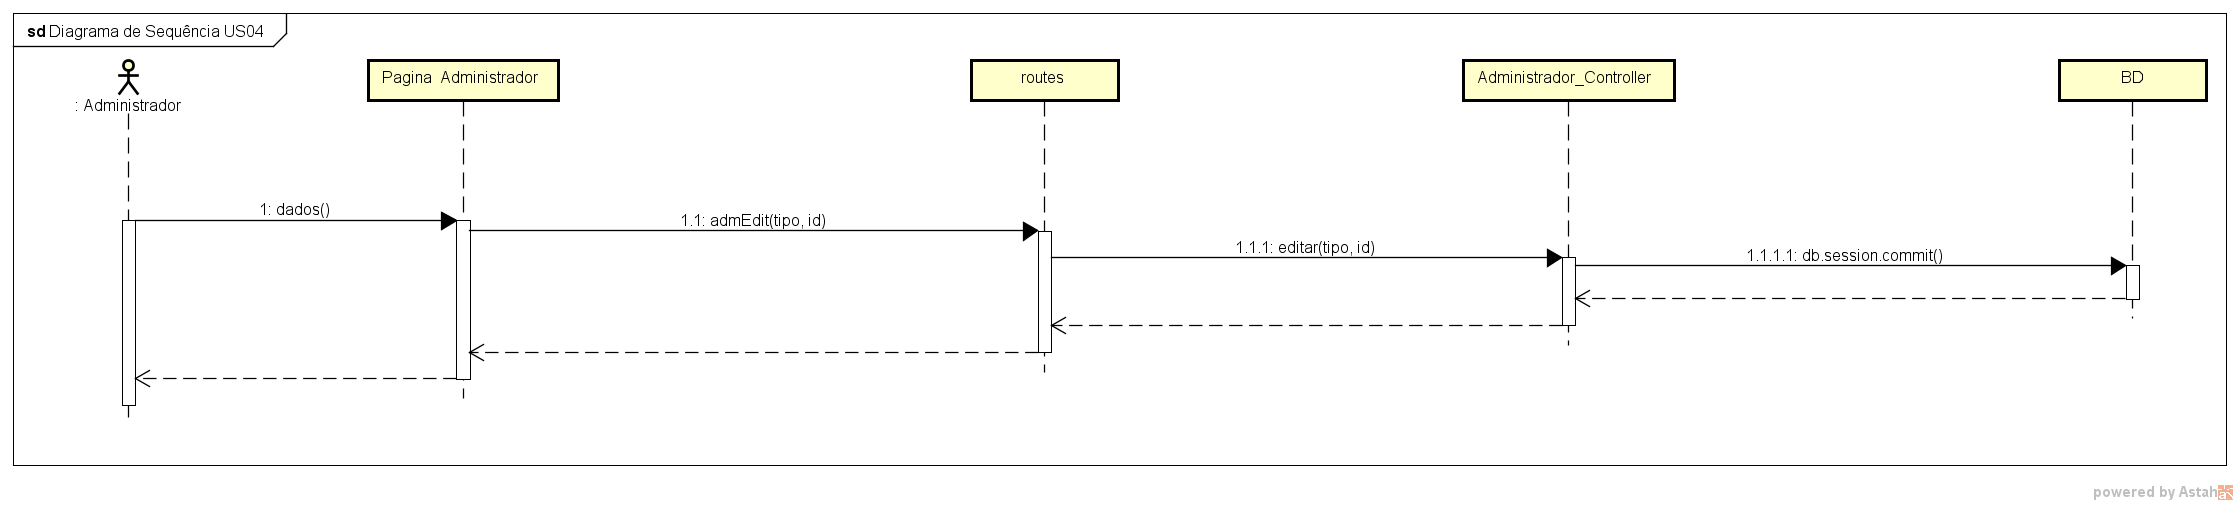 sd Diagrama de Sequência US04
: Administrador
Pagina Administrador
routes
Administrador_Controller
BD
1: dados()
1.1: admEdit(tipo, id)
1.1.1: editar(tipo, id)
1.1.1.1: db.session.commit()
powered by Astah